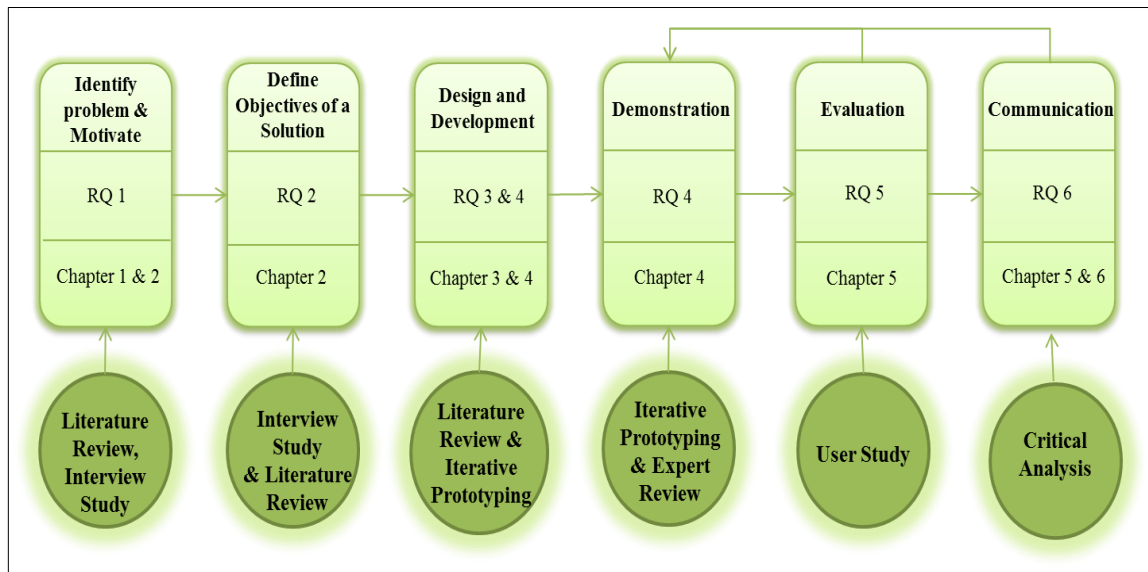 Identify
problem &
Motivate
RQ 1
Chapter 1 & 2
Literature
Review,
Interview
Study
Define
Objectives of a
Solution
RQ 2
Chapter 2
Interview
Study
& Literature
Review
Design and
Development
RQ 3 & 4
Chapter 3 & 4
Literature
Review &
Iterative
Prototyping
Demonstration
RQ 4
Chapter 4
Iterative
Prototyping
& Expert
Review
Evaluation
RQ 5
Chapter 5
User Study
Communication
RQ 6
Chapter 5 & 6
Critical
Analysis